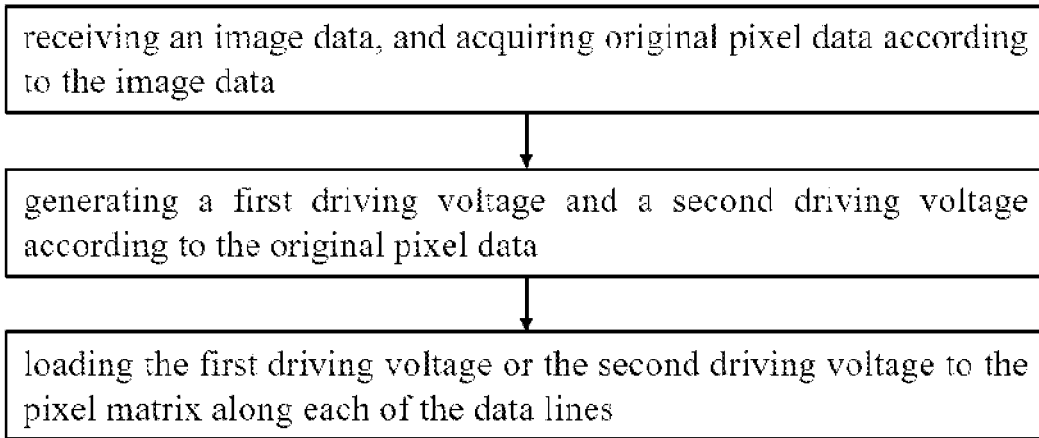 receiving an image data, and acquiring original pixel data according
to the image data
generating a first driving voltage and a second driving voltage
according to the original pixel data
loading the first driving voltage or the second driving voltage to the
pixel matrix along each of the data lines